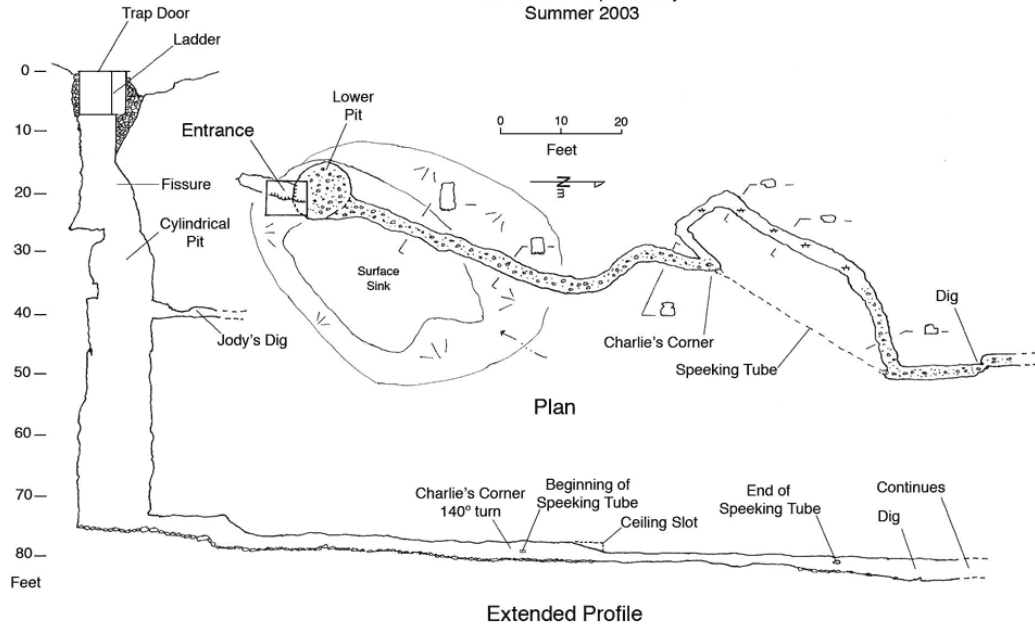 Summer 2003
Trap Door
Ladder
0
10
20
30
40
50
60
70
80
Feet
Fissure
Cylindrical
Pit
Jody's Dig
Entrance
Lower
Pit
0 10 20
Feet
Nm
Surface
Sink
Charlie's Corner
Speeking Tube
Dig
Plan
Charlie's Corner
140° turn
Beginning of
Speeking Tube
Ceiling Slot
End of
Speeking Tube
Continues
Dig
Extended Profile